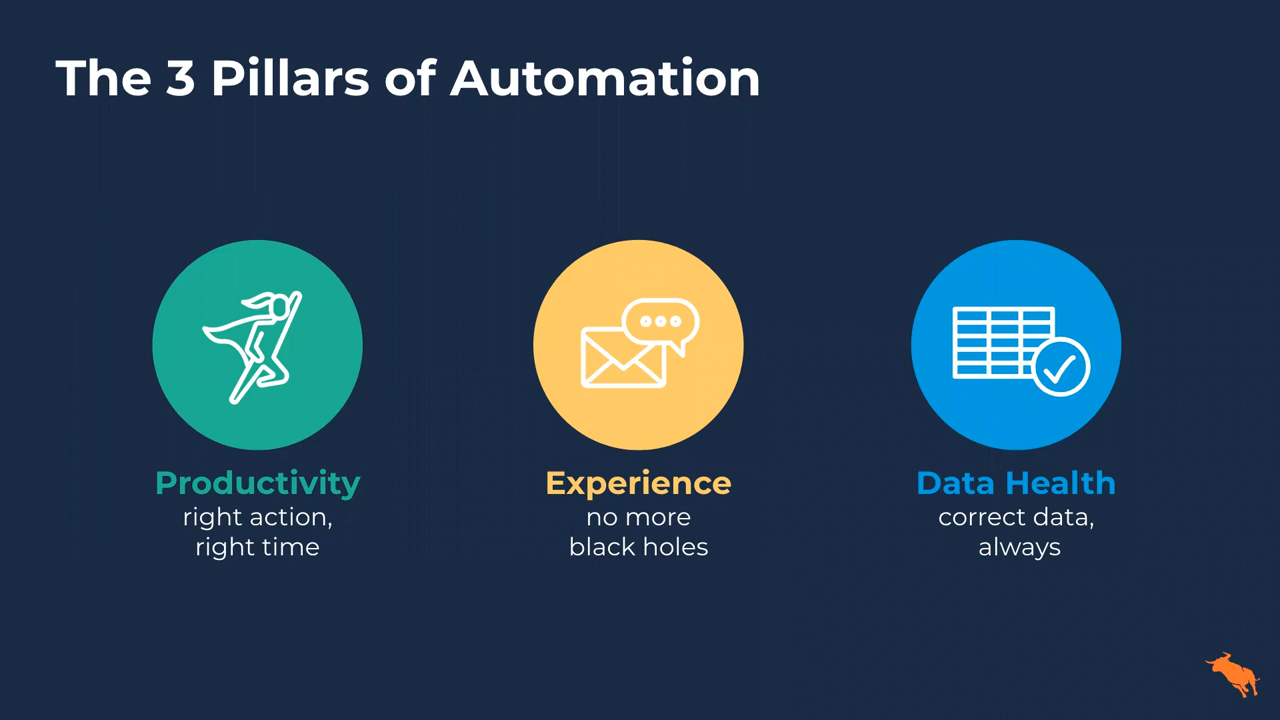 The 3 Pillars of Automation
Productivity
right action,
right time
Experience
no more
black holes
Data Health
correct data,
always